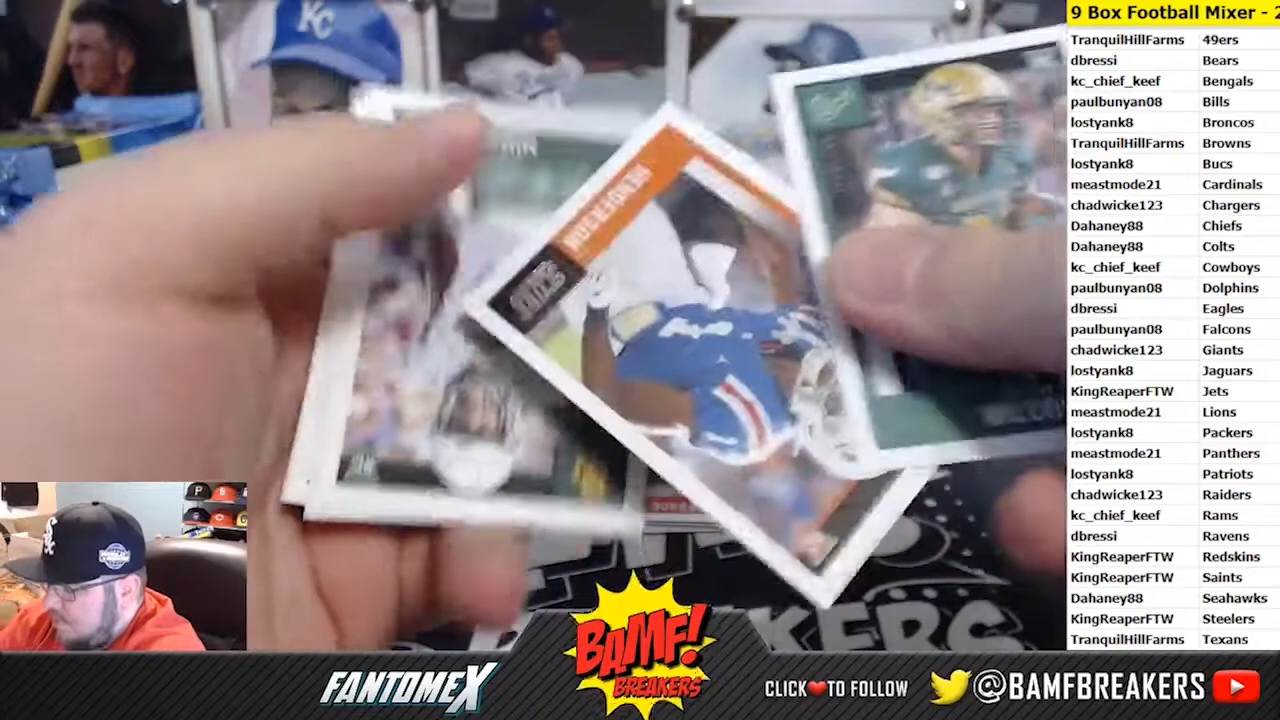 9 Box Football Mixer - 2
TranquilHillFarms 49ers
dbressi Bears
kc_chief_keef Bengals
paulbunyan08 Bills
lostyank8 Broncos
TranquilHillFarms Browns
lostyank8 Bucs
meastmode21 Cardinals
chadwicke123 Chargers
Dahaney88 Chiefs
Dahaney88 Colts
kc_chief_keef Cowboys
paulbunyan08 Dolphins
dbressi Eagles
paulbunyan08 Falcons
chadwicke123 Giants
lostyank8 Jaguars
KingReaperFTW Jets
meastmode21 Lions
lostyank8 Packers
meastmode21 Panthers
lostyank8 Patriots
chadwicke123 Raiders
kc_chief_keef Rams
dbressi Ravens
KingReaperFTW Redskins
KingReaperFTW Saints
Dahaney88 Seahawks
KingReaperFTW Steelers
TranquilHillFarms Texans
KC
HENDERSON
FANTOMEX
BAMF!
BREAKERS
CLICK❤TO FOLLOW
@BAMFBREAKERS